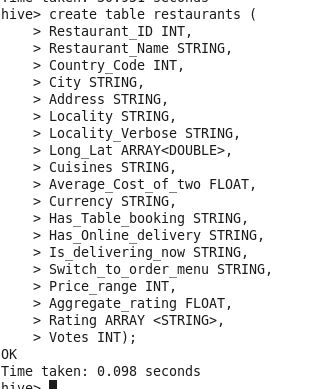 Time taken: 30.931 seconds
hive> create table restaurants (
    > Restaurant_ID INT,
    > Restaurant_Name STRING,
    > Country_Code INT,
    > City STRING,
    > Address STRING,
    > Locality STRING,
    > Locality_Verbose STRING,
    > Long_Lat ARRAY<DOUBLE>,
    > Cuisines STRING,
    > Average_Cost_of_two FLOAT,
    > Currency STRING,
    > Has_Table_booking STRING,
    > Has_Online_delivery STRING,
    > Is_delivering_now STRING,
    > Switch_to_order_menu STRING,
    > Price_range INT,
    > Aggregate_rating FLOAT,
    > Rating ARRAY <STRING>,
    > Votes INT);
OK
Time taken: 0.098 seconds
hive>